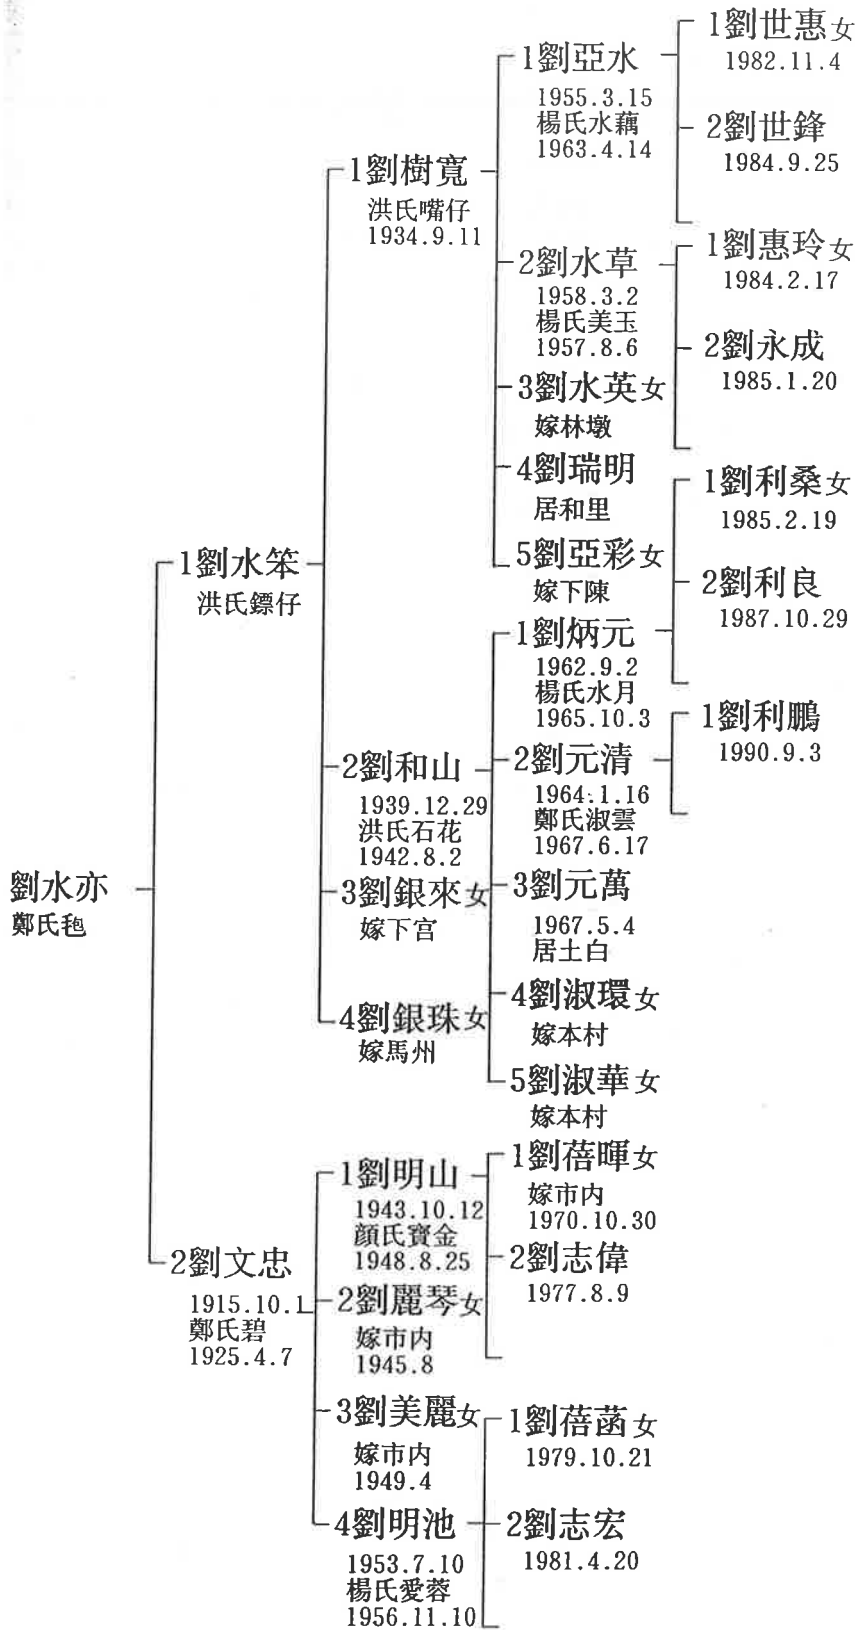 劉水亦
鄭氏毪
1劉水笨
洪氏鏢仔
1劉樹寬
洪氏嘴仔
1934.9.11
1劉亞水
1955.3.15
楊氏水藕
1963.4.14
1劉世惠女
1982.11.4
2劉世鋒
1984.9.25
2劉水草
1958.3.2
楊氏美玉
1957.8.6
1劉惠玲女
1984.2.17
2劉永成
1985.1.20
3劉水英女
嫁林墩
4劉瑞明
居和里
5劉亞彩女
嫁下陳
2劉和山
1939.12.29
洪氏石花
1942.8.2
1劉炳元
1962.9.2
楊氏水月
1965.10.3
1劉利桑女
1985.2.19
2劉利良
1987.10.29
2劉元清
1964.1.16
鄭氏淑雲
1967.6.17
1劉利鵬
1990.9.3
3劉元萬
1967.5.4
居土白
4劉淑環女
嫁本村
5劉淑華女
嫁本村
3劉銀來女
嫁下宫
4劉銀珠女
嫁馬州
2劉文忠
1915.10.1
鄭氏碧
1925.4.7
1劉明山
1943.10.12
顔氏寶金
1948.8.25
1劉蓓暉女
嫁市内
1970.10.30
2劉志偉
1977.8.9
2劉麗琴女
嫁市内
1945.8
3劉美麗女
嫁市内
1949.4
4劉明池
1953.7.10
楊氏愛蓉
1956.11.10
1劉蓓菡女
1979.10.21
2劉志宏
1981.4.20